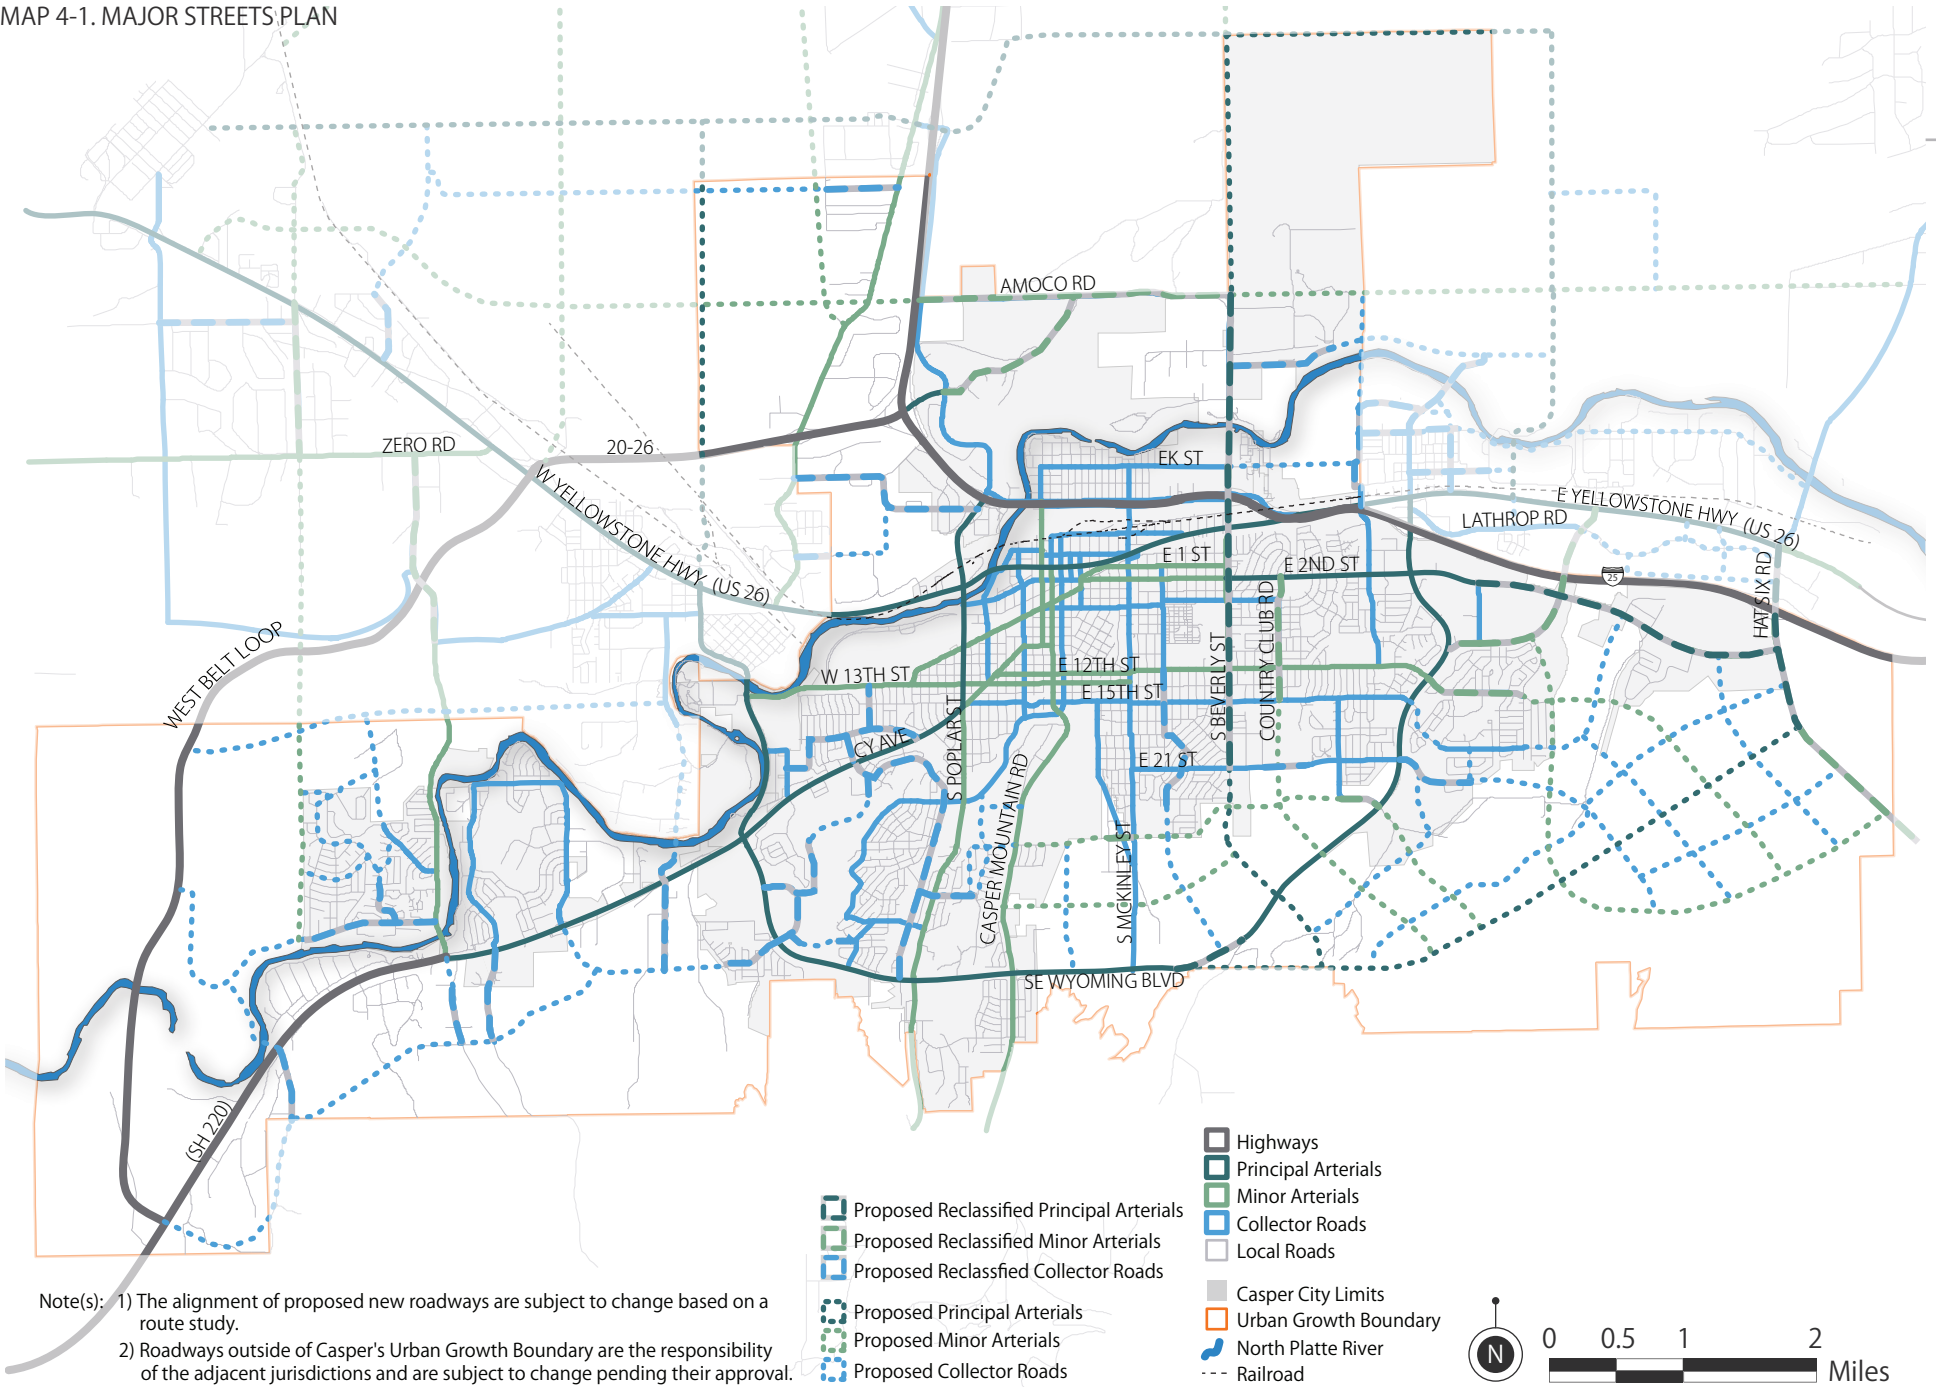 MAP 4-1. MAJOR STREETS PLAN
AMOCO RD
ZERO RD
20-26
W YELLOWSTONE HWY (US 26)
EK ST
E YELLOWSTONE HWY (US 26)
LATHROP RD
E 1 ST
E 2ND ST
25
HAT SIX RD
WEST BELT LOOP
W 13TH ST
E 12TH ST
E 15TH ST
S BEVERLY ST
COUNTRY CLUB RD
CY AVE
S POPLAR ST
E 21 ST
CASPER MOUNTAIN RD
S MCKINLEY ST
SE WYOMING BLVD
(SH 220)
Highways
Principal Arterials
Minor Arterials
Collector Roads
Local Roads
Casper City Limits
Urban Growth Boundary
North Platte River
Railroad
Proposed Reclassified Principal Arterials
Proposed Reclassified Minor Arterials
Proposed Reclassfied Collector Roads
Proposed Principal Arterials
Proposed Minor Arterials
Proposed Collector Roads
Note(s): 1) The alignment of proposed new roadways are subject to change based on a
route study.
2) Roadways outside of Casper's Urban Growth Boundary are the responsibility
of the adjacent jurisdictions and are subject to change pending their approval.
N
0 0.5 1 2
Miles